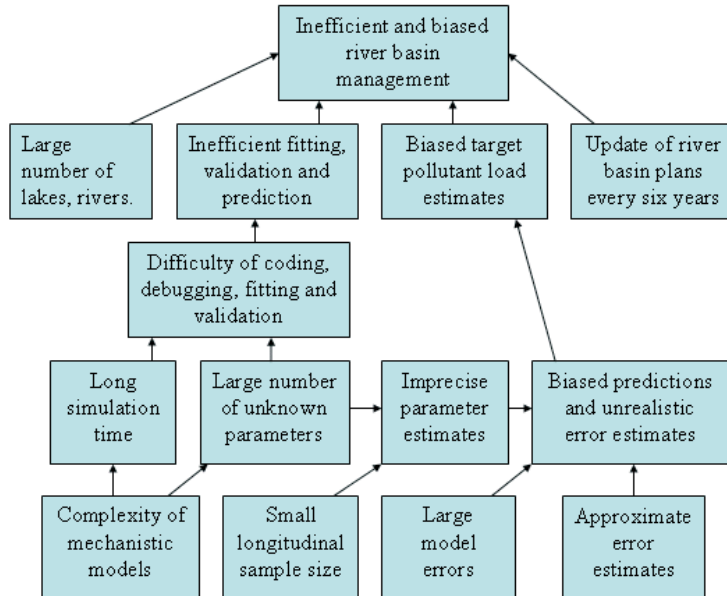 Inefficient and biased
river basin
management
Large
number of
lakes, rivers.
Inefficient fitting,
validation and
prediction
Biased target
pollutant load
estimates
Update of river
basin plans
every six years
Difficulty of coding,
debugging, fitting and
validation
Long
simulation
time
Large number
of unknown
parameters
Imprecise
parameter
estimates
Biased predictions
and unrealistic
error estimates
Complexity of
mechanistic
models
Small
longitudinal
sample size
Large
model
errors
Approximate
error
estimates